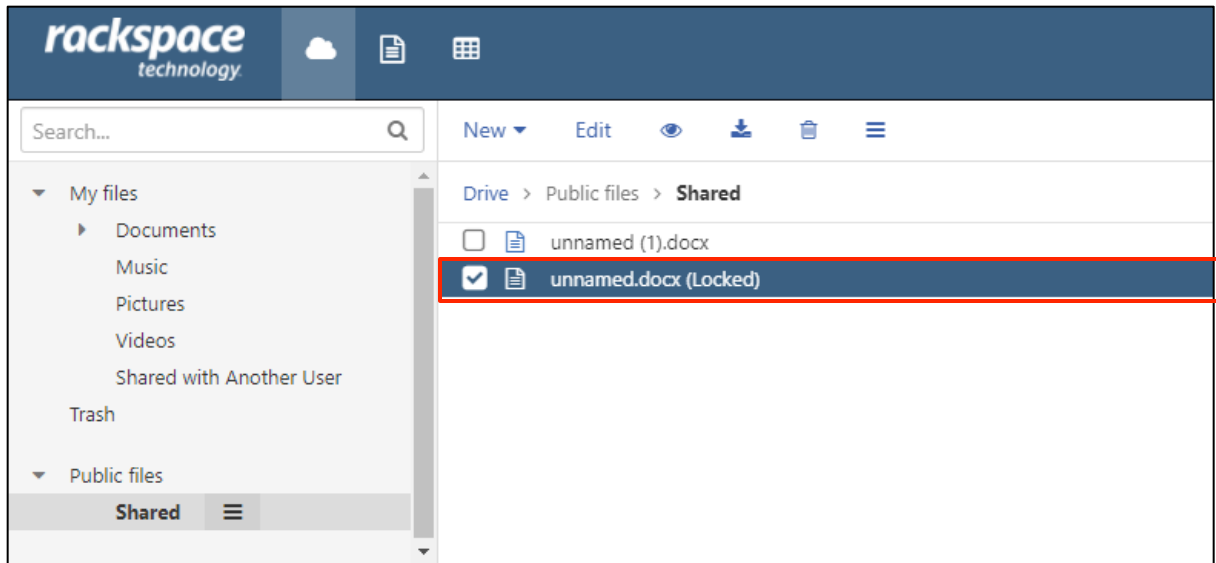 rackspace
technology.
Search...
New Edit
My files
Documents
Music
Pictures
Videos
Shared with Another User
Trash
Public files
Shared
Drive > Public files > Shared
unnamed (1).docx
unnamed.docx (Locked)